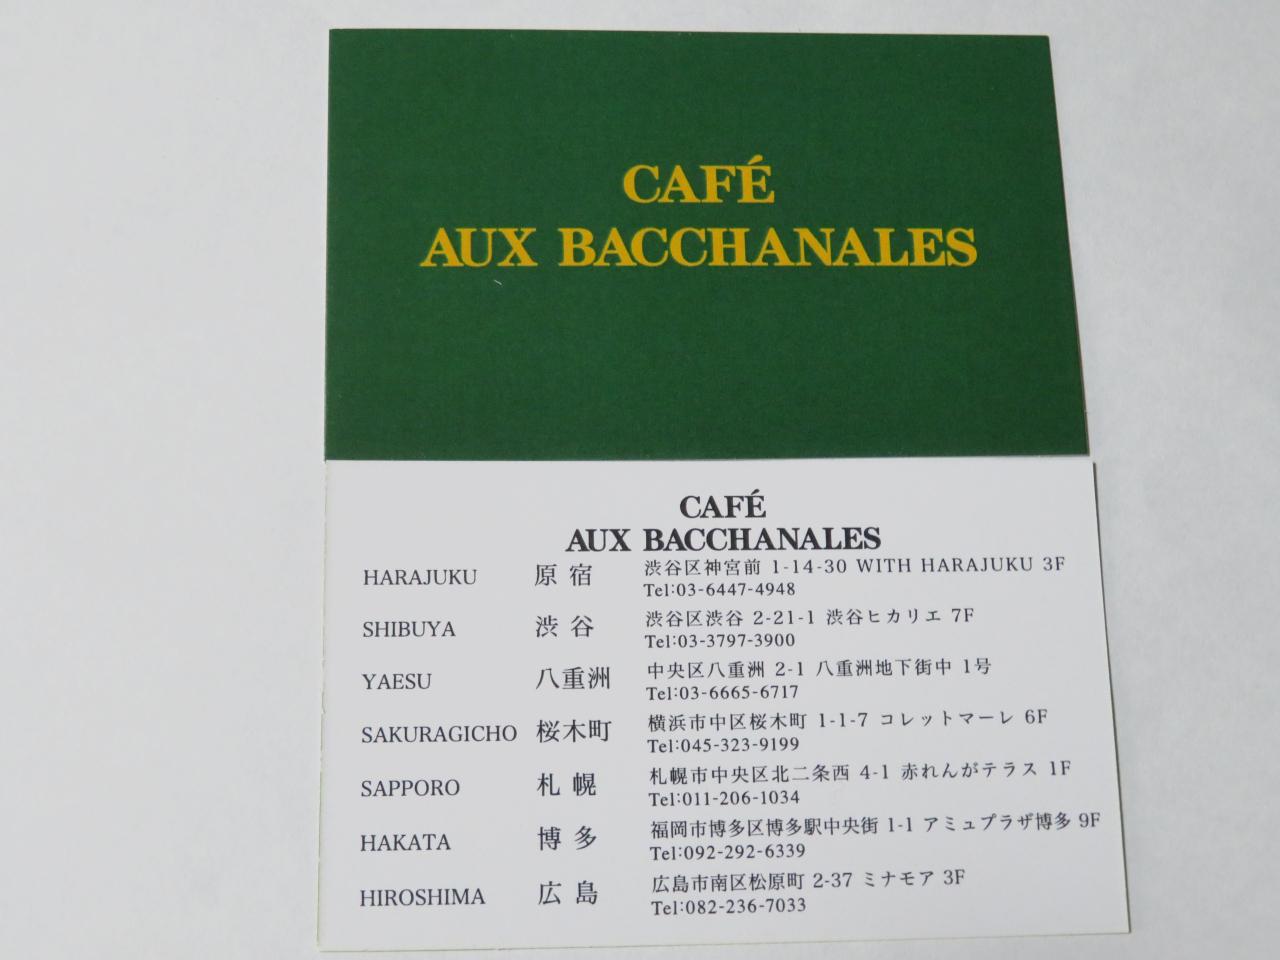 CAFÉ
AUX BACCHANALES
CAFÉ
AUX BACCHANALES
HARAJUKU 原宿 渋谷区神宮前 1-14-30 WITH HARAJUKU 3F
Tel:03-6447-4948
SHIBUYA 渋谷 渋谷区渋谷 2-21-1 渋谷ヒカリエ 7F
Tel:03-3797-3900
YAESU 八重洲 中央区八重洲 2-1 八重洲地下街中 1号
Tel:03-6665-6717
SAKURAGICHO 桜木町 横浜市中区桜木町 1-1-7 コレットマーレ 6F
Tel:045-323-9199
SAPPORO 札幌 札幌市中央区北二条西 4-1 赤れんがテラス 1F
Tel:011-206-1034
HAKATA 博多 福岡市博多区博多駅中央街 1-1 アミュプラザ博多 9F
Tel:092-292-6339
HIROSHIMA 広島 広島市南区松原町 2-37 ミナモア 3F
Tel:082-236-7033